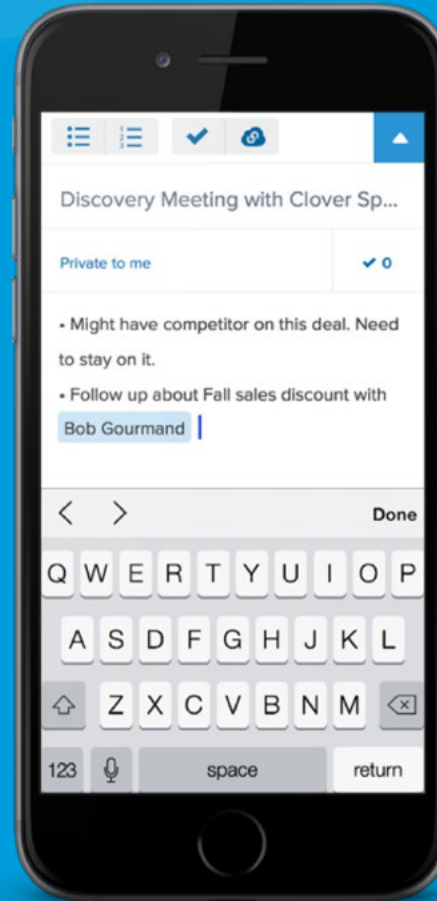 Discovery Meeting with Clover Sp...
Private to me
✓ 0
• Might have competitor on this deal. Need
to stay on it.
• Follow up about Fall sales discount with
Bob Gourmand
Done
Q W E R T Y U I O P
A S D F G H J K L
Z X C V B N M
123 space return